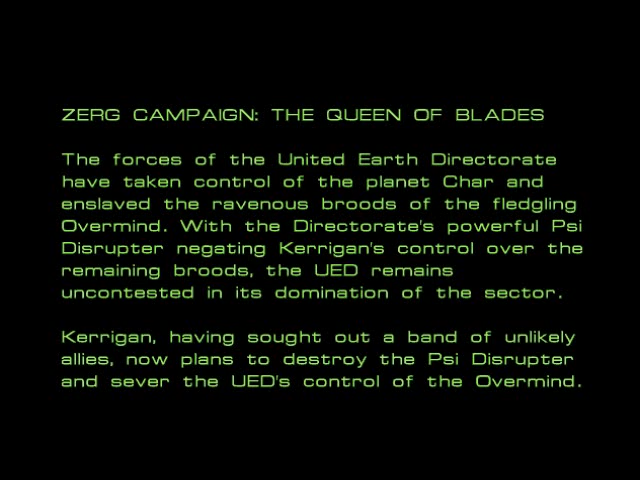 ZERG CAMPAIGN: THE QUEEN OF BLADES
The forces of the United Earth Directorate
have taken control of the planet Char and
enslaved the ravenous broods of the fledgling
Overmind. With the Directorate's powerful Psi
Disrupter negating Kerrigan's control over the
remaining broods, the UED remains
uncontested in its domination of the sector.
Kerrigan, having sought out a band of unlikely
allies, now plans to destroy the Psi Disrupter
and sever the UED's control of the Overmind.